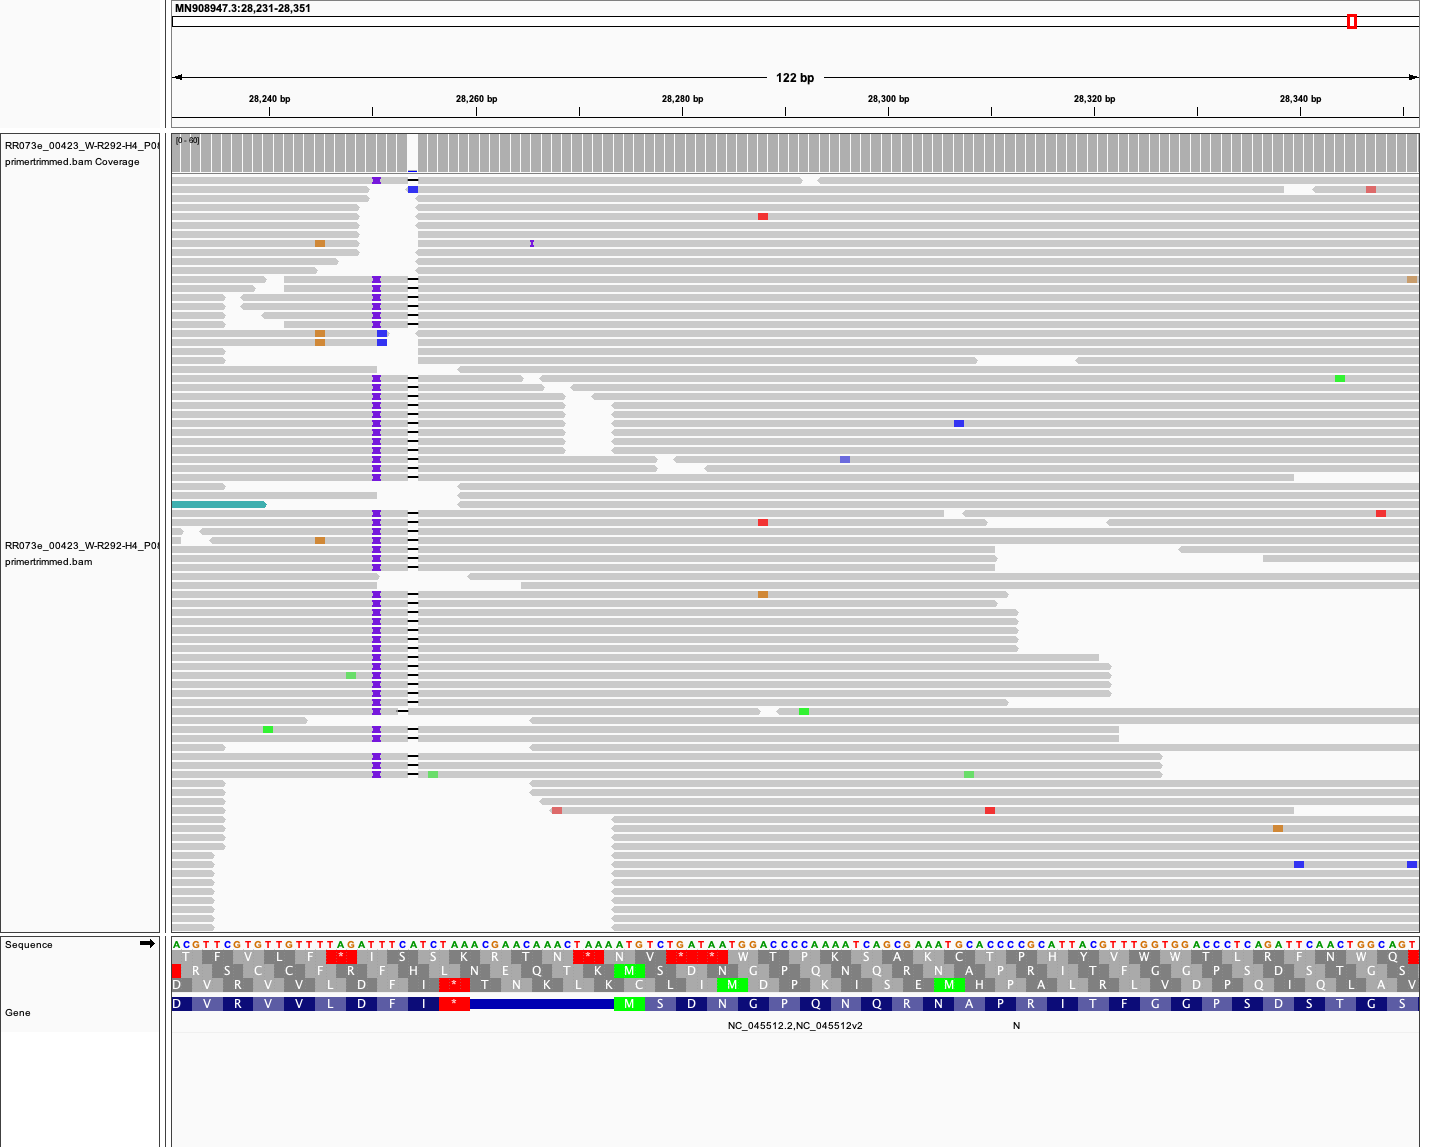 MN908947.3:28,231-28,351
122 bp
28,240 bp 28,260 bp 28,280 bp 28,300 bp 28,320 bp 28,340 bp
RR073e_00423_W-R292-H4_P0
primertrimmed.bam Coverage
[0 - 60]
RR073e_00423_W-R292-H4_P0
primertrimmed.bam
Sequence
ACGTTCGTGTTGTTTTAGATTTCATCTAAACGAACAAACTAAAATGTCTGATAATGGACCCCAAAATCAGCGAAATGCACCCCGCATTACGTTTGGTGGACCCTCAGATTCAACTGGCAGT
T F V L F * I S S K R T N * N V * * W T P K S A K C T P H Y V W W T L R F N W Q
R S C C F R F H L N E Q T K M S D N G P Q N Q R N A P R I T F G G P S D S T G S
D V R V V L D F I * T N K L K C L I M D P K I S E M H P A L R L V D P Q I Q L A V
Gene
D V R V V L D F I * M S D N G P Q N Q R N A P R I T F G G P S D S T G S
NC_045512.2,NC_045512v2 N